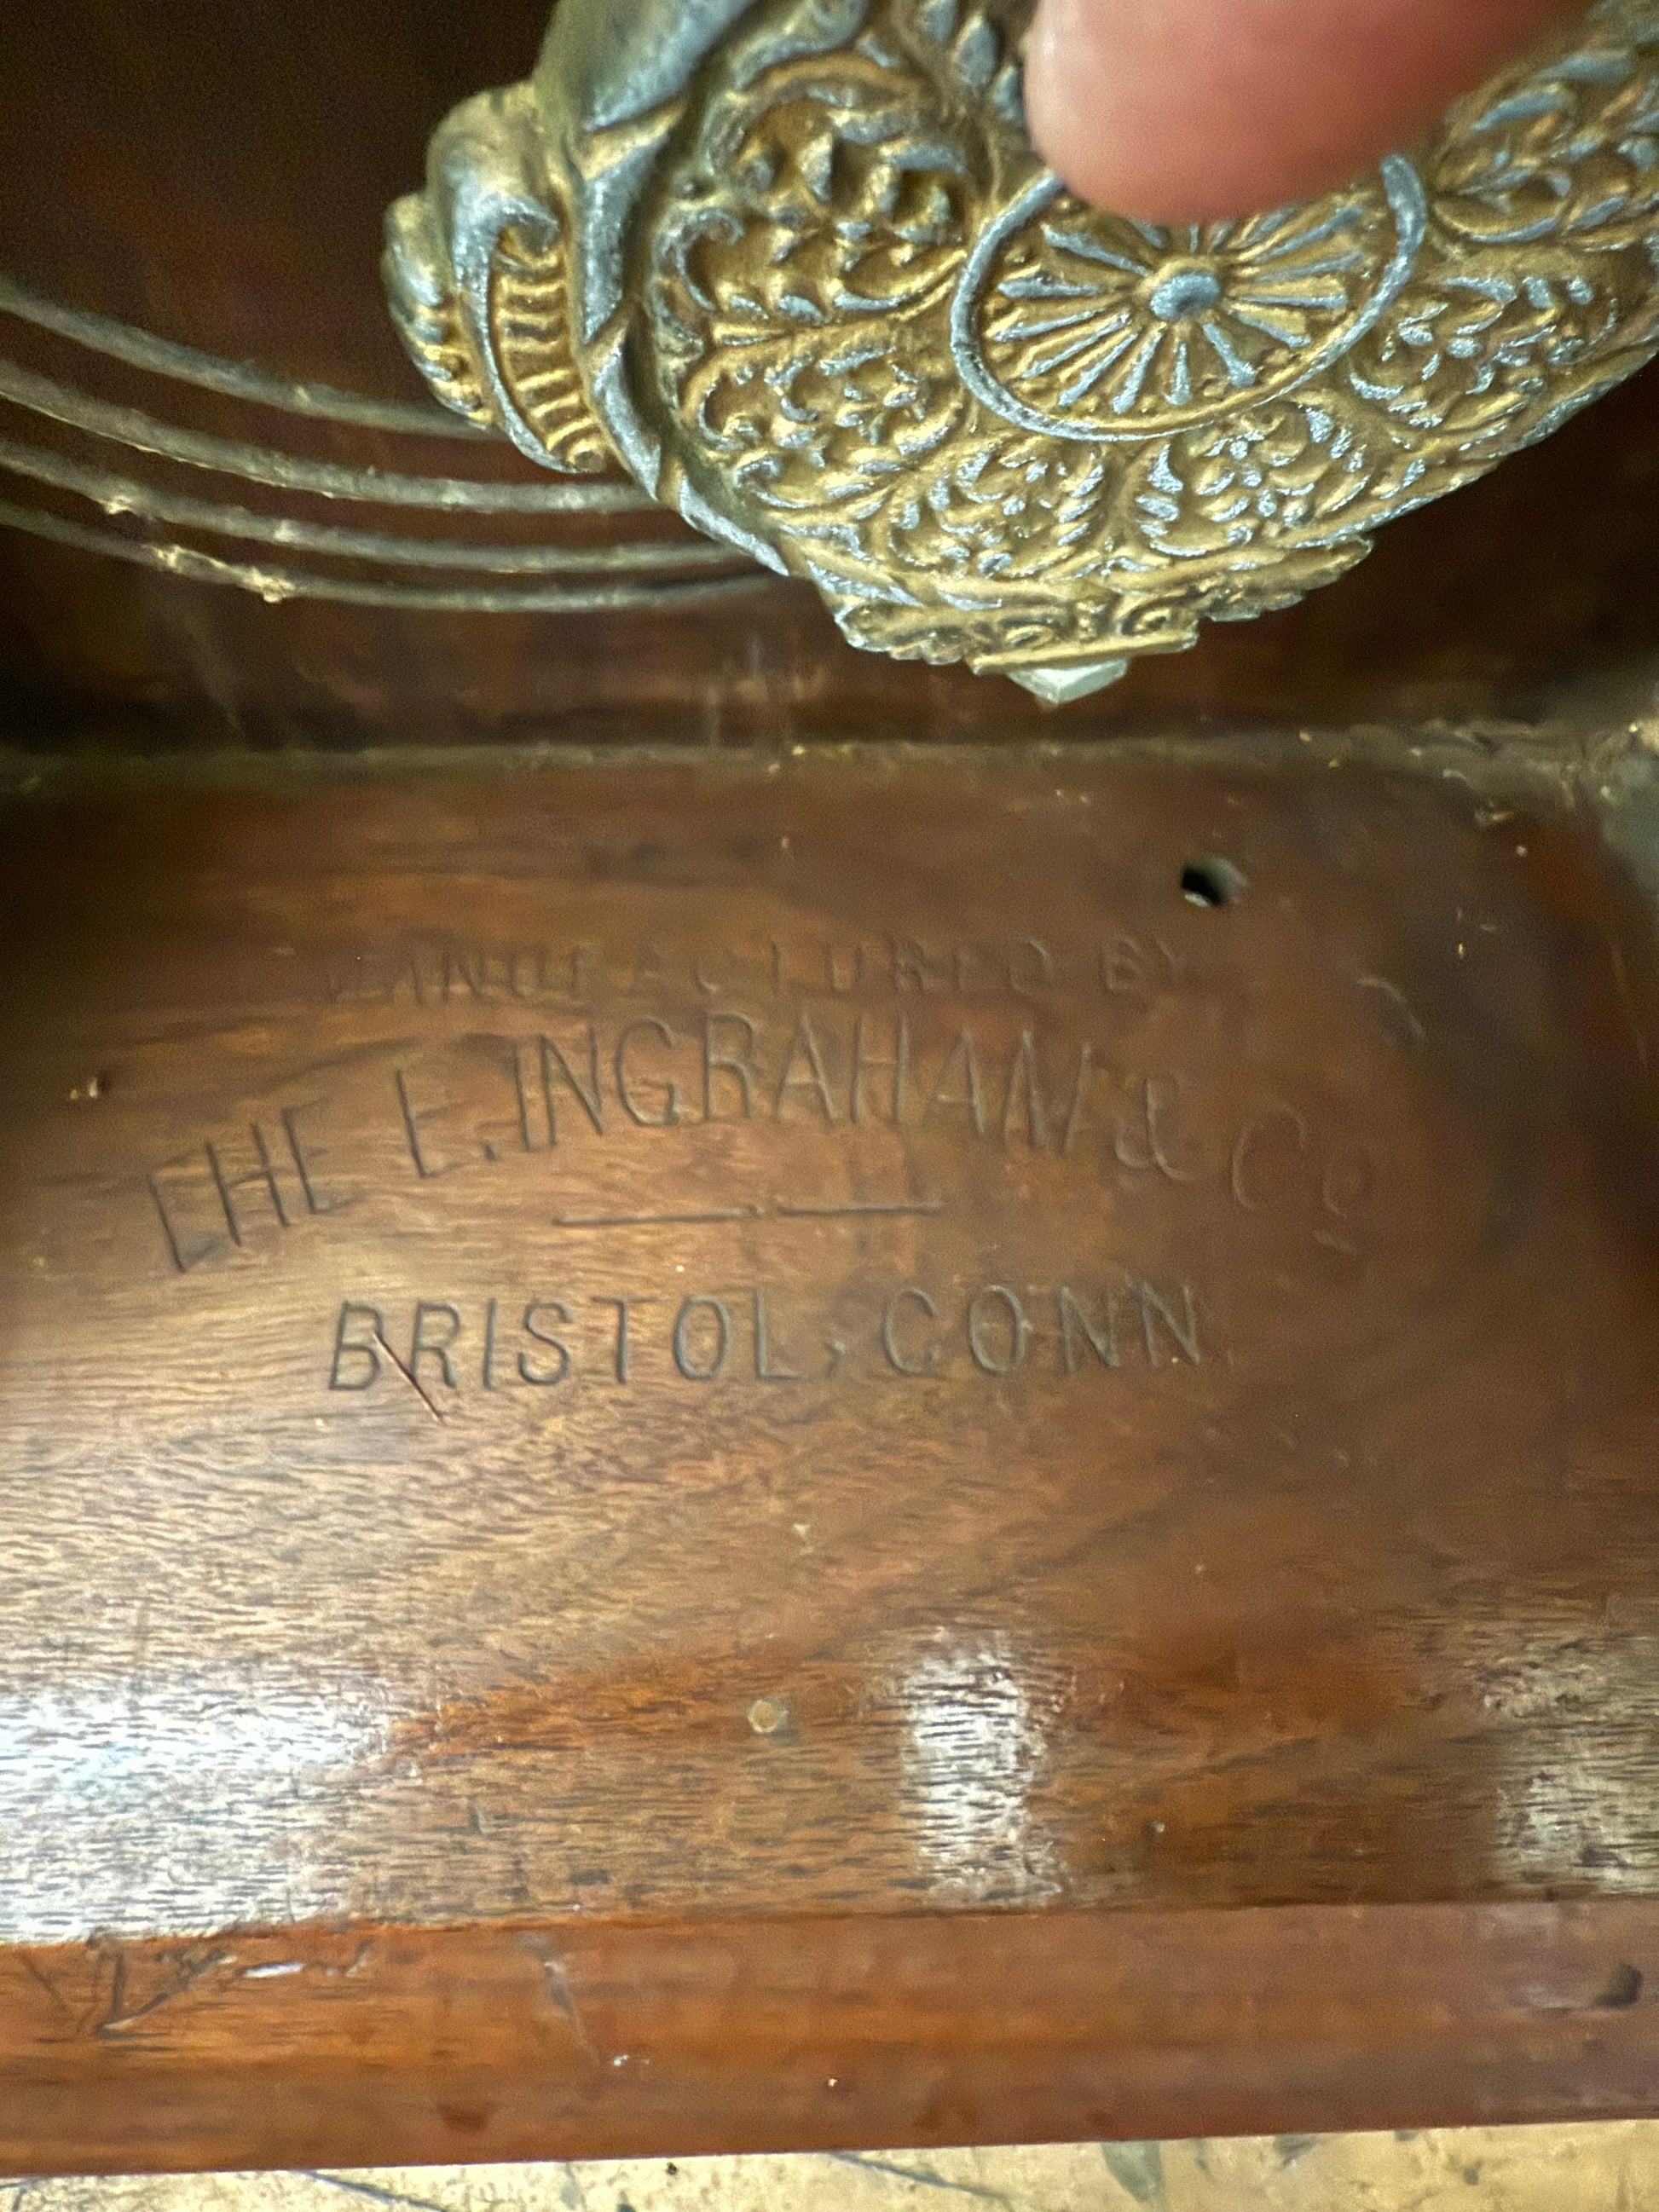 MANUFACTURED BY
THE E. INGRAHAM & Co
BRISTOL, CONN.